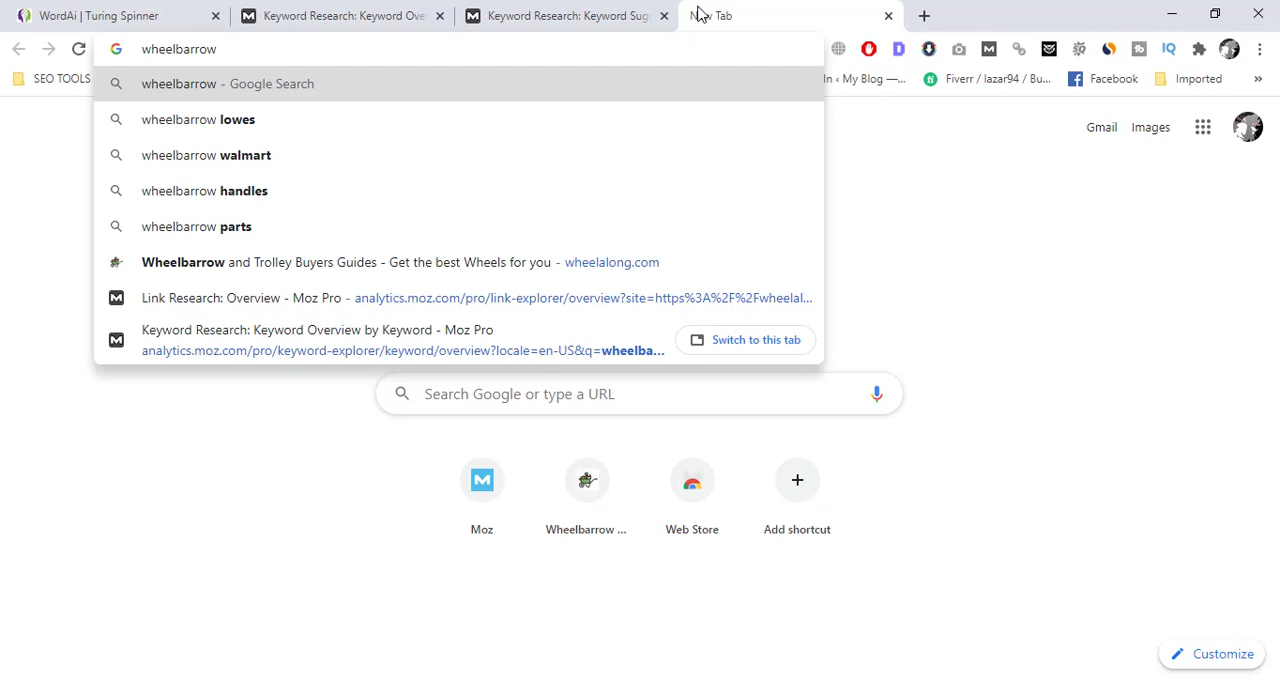 WordAi | Turing Spinner
Keyword Research: Keyword Ove
Keyword Research: Keyword Sug
Tab
wheelbarrow
IQ
SEO TOOLS
In ‹ My Blog —...
Fiverr / lazar94 / Bu...
Facebook
Imported
»
wheelbarrow - Google Search
wheelbarrow lowes
wheelbarrow walmart
wheelbarrow handles
wheelbarrow parts
Wheelbarrow and Trolley Buyers Guides - Get the best Wheels for you - wheelalong.com
Link Research: Overview - Moz Pro - analytics.moz.com/pro/link-explorer/overview?site=https%3A%2F%2Fwheelal...
Keyword Research: Keyword Overview by Keyword - Moz Pro
analytics.moz.com/pro/keyword-explorer/keyword/overview?locale=en-US&q=wheelba...
Switch to this tab
Gmail Images
Search Google or type a URL
Moz
Wheelbarrow ...
Web Store
Add shortcut
Customize